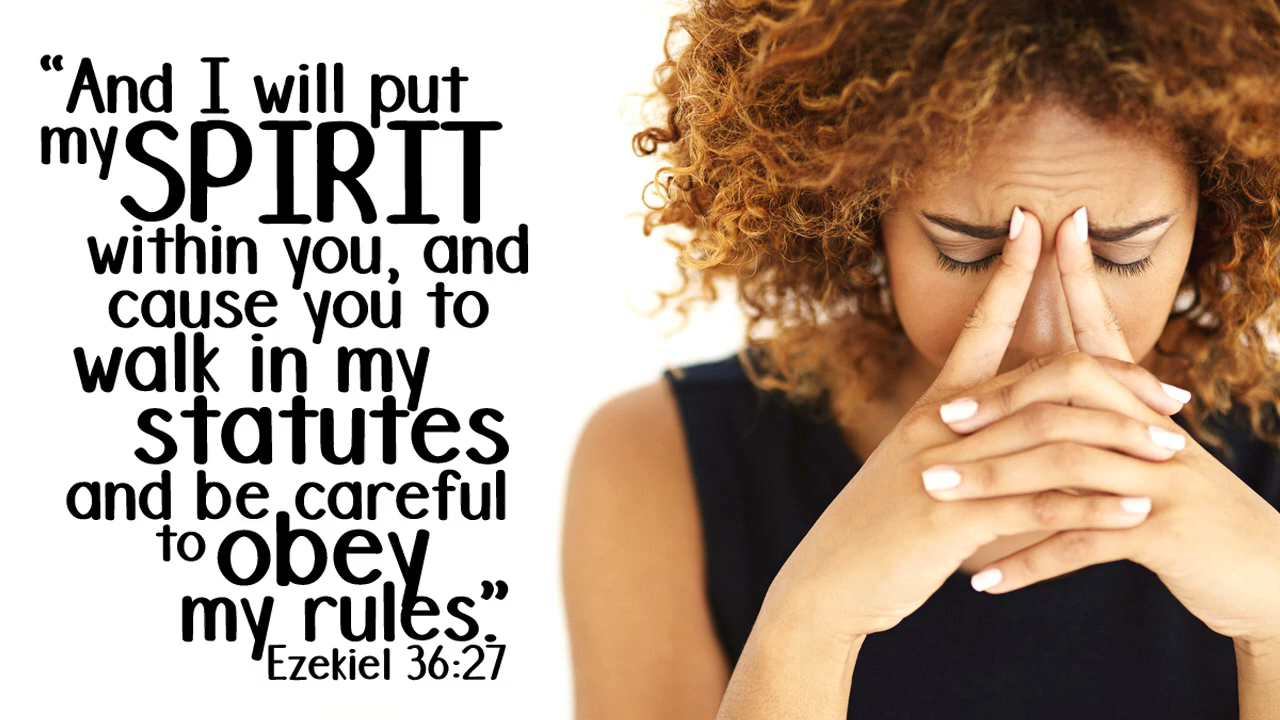 “And I will put
my SPIRIT
within you, and
cause you to
walk in my
statutes
and be careful
to obey
my rules.”
Ezekiel 36:27